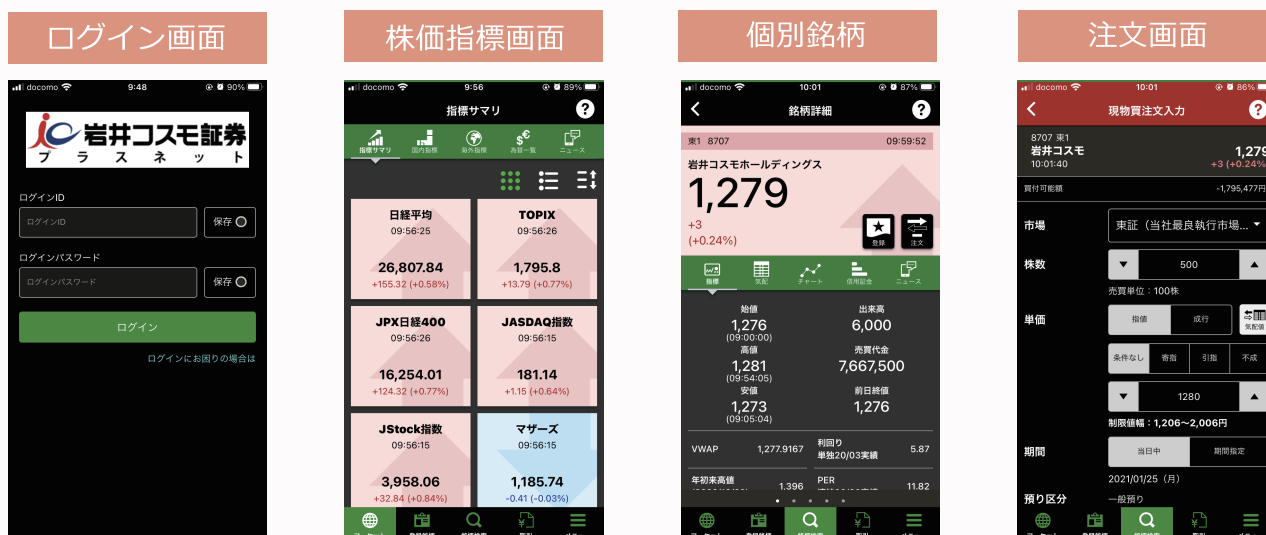 ログイン画面
docomo 9:48 90%
岩井コスモ証券
プラスネット
ログインID
ログインID 保存
ログインパスワード
ログインパスワード 保存
ログイン
ログインにお困りの場合は
株価指標画面
docomo 9:56 89%
指標サマリ ?
指標サマリ 国内指標 海外指標 為替一覧 ニュース
日経平均
09:56:25
26,807.84
+155.32 (+0.58%)
TOPIX
09:56:26
1,795.8
+13.79 (+0.77%)
JPX日経400
09:56:26
16,254.01
+124.32 (+0.77%)
JASDAQ指数
09:56:15
181.14
+1.15 (+0.64%)
JStock指数
09:56:15
3,958.06
+32.84 (+0.84%)
マザーズ
09:56:15
1,185.74
-0.41 (-0.03%)
個別銘柄
docomo 10:01 87%
銘柄詳細 ?
東1 8707 09:59:52
岩井コスモホールディングス
1,279
+3
(+0.24%)
登録 注文
指標 気配 チャート 信用証金 ニュース
始値
1,276
(09:00:00)
出来高
6,000
高値
1,281
(09:54:05)
売買代金
7,667,500
安値
1,273
(09:05:04)
前日終値
1,276
VWAP 1,277.9167
利回り
単独20/03実績 5.87
年初来高値 1,396
PER 11.82
注文画面
docomo 10:01 86%
現物買注文入力 ?
8707 東1
岩井コスモ 1,279
10:01:40 +3 (+0.24%
買付可能額 -1,795,477円
市場 東証（当社最良執行市場...
株数 500
売買単位：100株
単価 指値 成行 気配値
条件なし 寄指 引指 不成
1280
制限値幅：1,206～2,006円
期間 当日中 期間指定
2021/01/25（月）
預り区分 一般預り